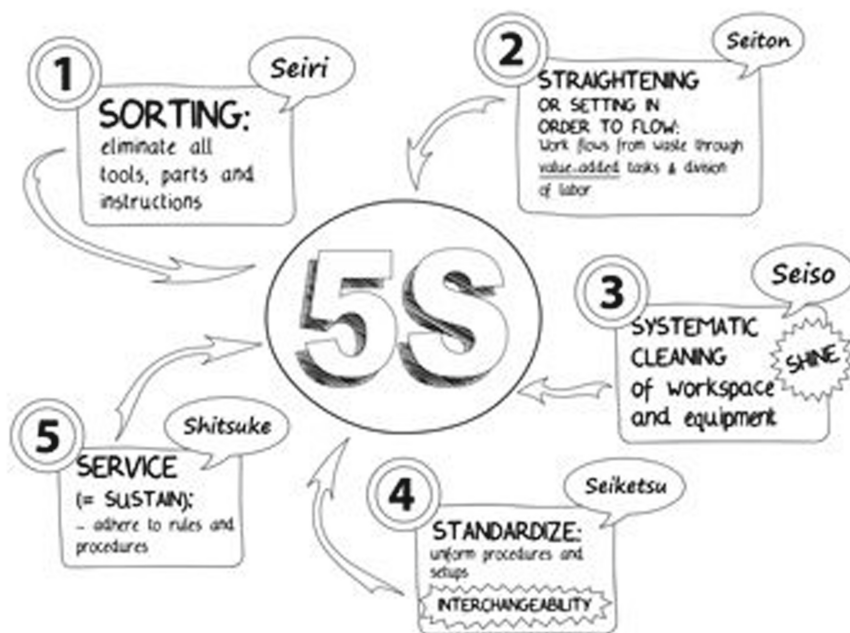 1
Seiri
SORTING:
eliminate all
tools, parts and
instructions
2
Seiton
STRAIGHTENING
OR SETTING IN
ORDER TO FLOW:
Work flows from waste through
value-added tasks & division
of labor
5S
3
Seiso
SYSTEMATIC
CLEANING
of workspace
and equipment
SHINE
4
Seiketsu
STANDARDIZE:
uniform procedures and
setups
INTERCHANGEABILITY
5
Shitsuke
SERVICE
(= SUSTAIN):
- adhere to rules and
procedures